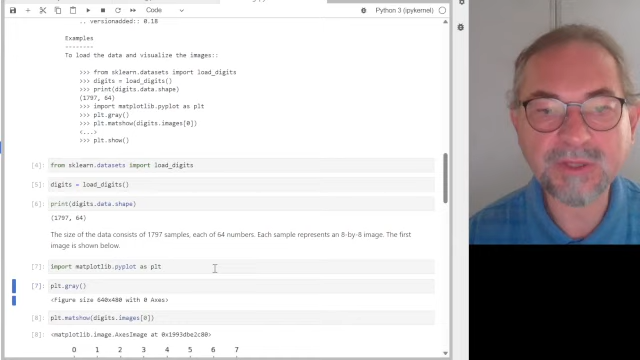 Code
Python 3 (ipykernel)
.. versionadded:: 0.18
Examples
--------
To load the data and visualize the images::
>>> from sklearn.datasets import load_digits
>>> digits = load_digits()
>>> print(digits.data.shape)
(1797, 64)
>>> import matplotlib.pyplot as plt
>>> plt.gray()
>>> plt.matshow(digits.images[0])
<...>
>>> plt.show()
[4]: from sklearn.datasets import load_digits
[5]: digits = load_digits()
[6]: print(digits.data.shape)
(1797, 64)
The size of the data consists of 1797 samples, each of 64 numbers. Each sample represents an 8-by-8 image. The first
image is shown below.
[7]: import matplotlib.pyplot as plt
[7]: plt.gray()
<Figure size 640x480 with 0 Axes>
[8]: plt.matshow(digits.images[0])
[8]: <matplotlib.image.AxesImage at 0x1993dbe2c80>
0 1 2 3 4 5 6 7